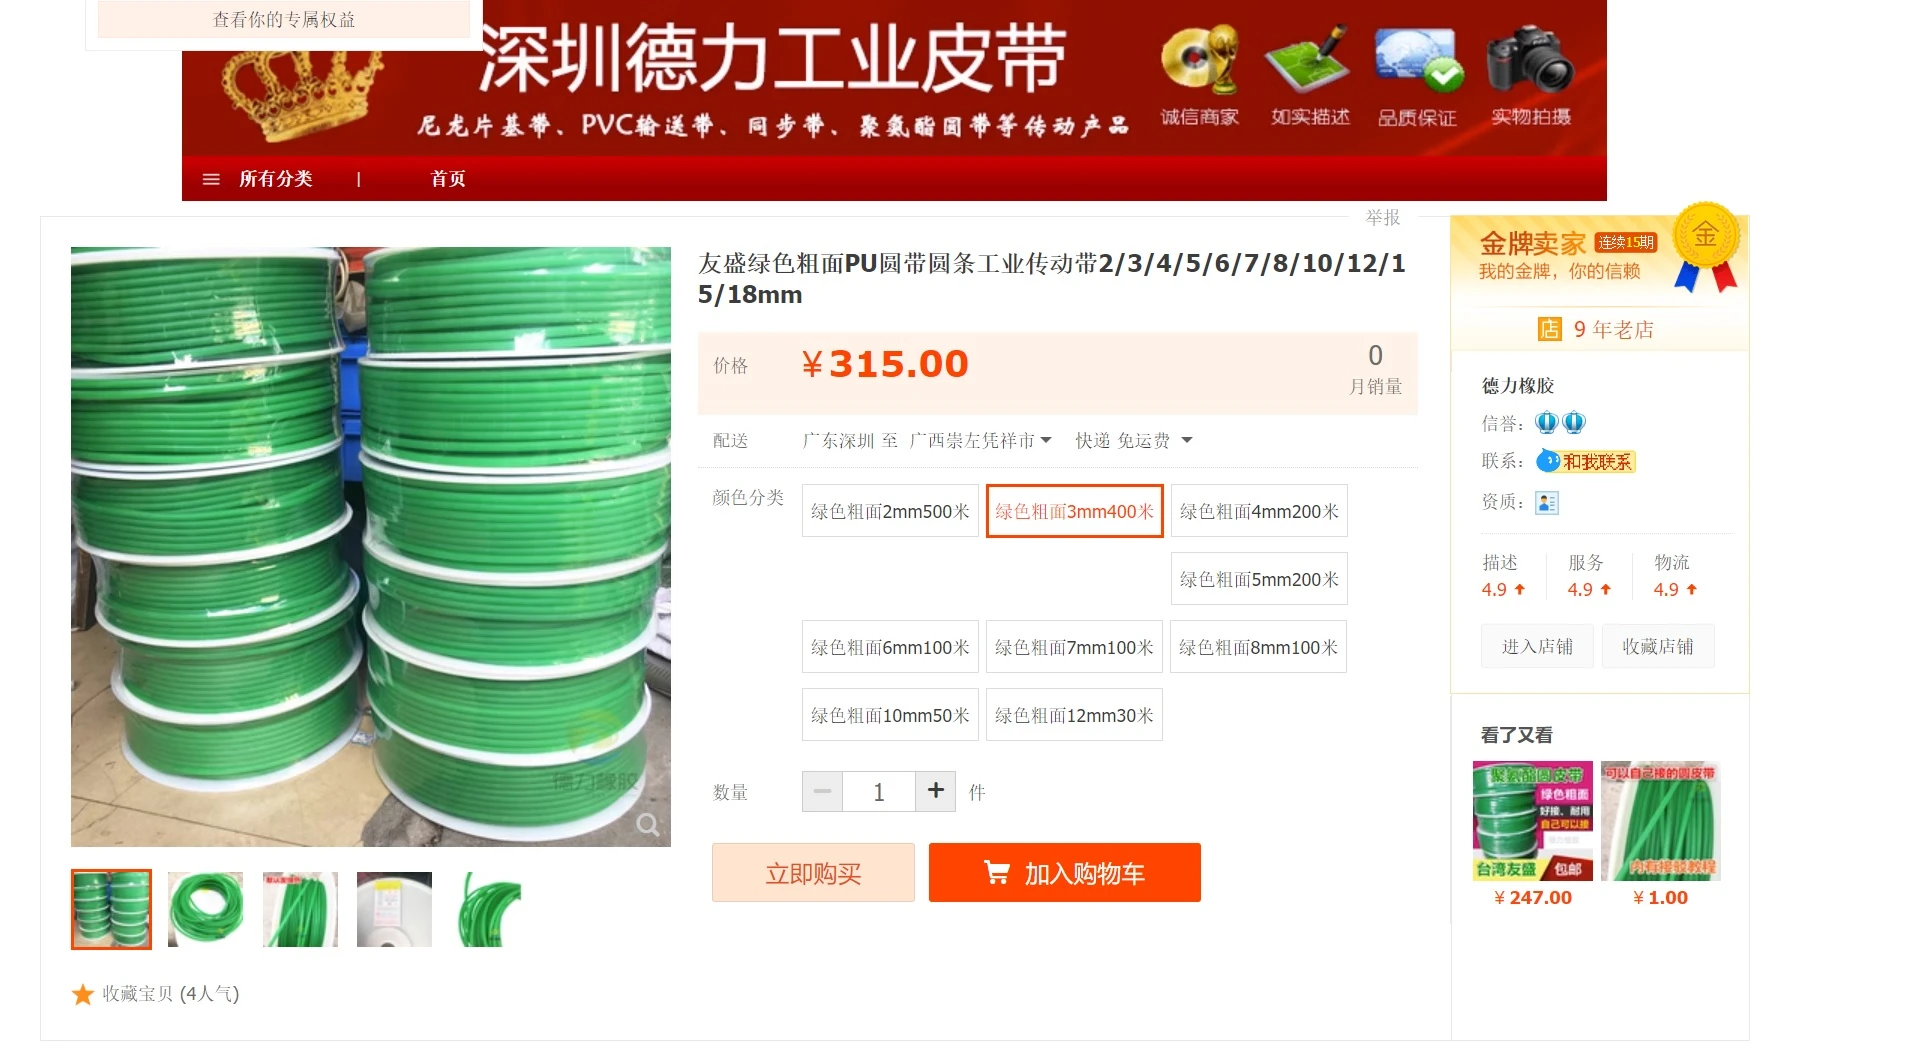 查看你的专属权益
深圳德力工业皮带
尼龙片基带、PVC输送带、同步带、聚氨酯圆带等传动产品
诚信商家 如实描述 品质保证 实物拍摄
所有分类 | 首页
举报
友盛绿色粗面PU圆带圆条工业传动带2/3/4/5/6/7/8/10/12/1
5/18mm
价格 ¥315.00
0
月销量
配送 广东深圳 至 广西崇左凭祥市 快递 免运费
颜色分类
绿色粗面2mm500米 绿色粗面3mm400米 绿色粗面4mm200米
绿色粗面5mm200米
绿色粗面6mm100米 绿色粗面7mm100米 绿色粗面8mm100米
绿色粗面10mm50米 绿色粗面12mm30米
数量 1 件
立即购买 加入购物车
德力橡胶
收藏宝贝 (4人气)
金牌卖家 连续15期
金
我的金牌，你的信赖
店 9 年老店
德力橡胶
信誉：
联系： 和我联系
资质：
描述 服务 物流
4.9 4.9 4.9
进入店铺 收藏店铺
看了又看
聚氨酯圆皮带
绿色粗面
好接、耐用
自己可以接
台湾友盛 包邮
可以自己接的圆皮带
内有接驳教程
¥247.00 ¥1.00